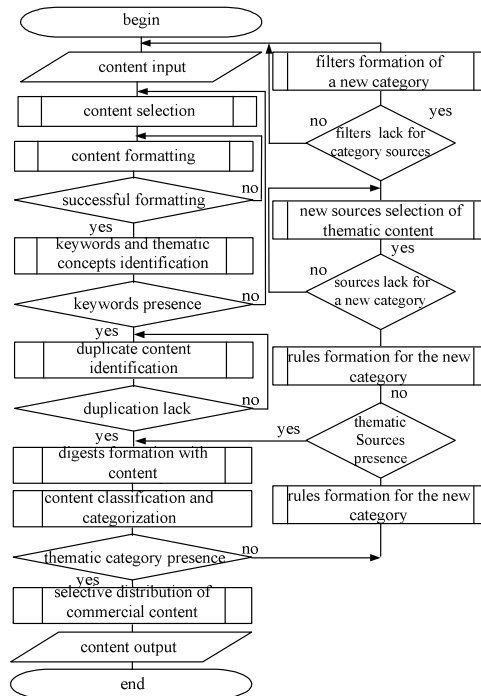 begin
content input
content selection
content formatting
successful formatting
no
yes
keywords and thematic
concepts identification
keywords presence
no
yes
duplicate content
identification
duplication lack
no
yes
digests formation with
content
content classification and
categorization
thematic category presence
no
yes
selective distribution of
commercial content
content output
end
filters formation of
a new category
yes
no
filters lack for
category sources
new sources selection of
thematic content
yes
no
sources lack for
a new category
rules formation for the new
category
no
yes
thematic
Sources
presence
rules formation for the new
category